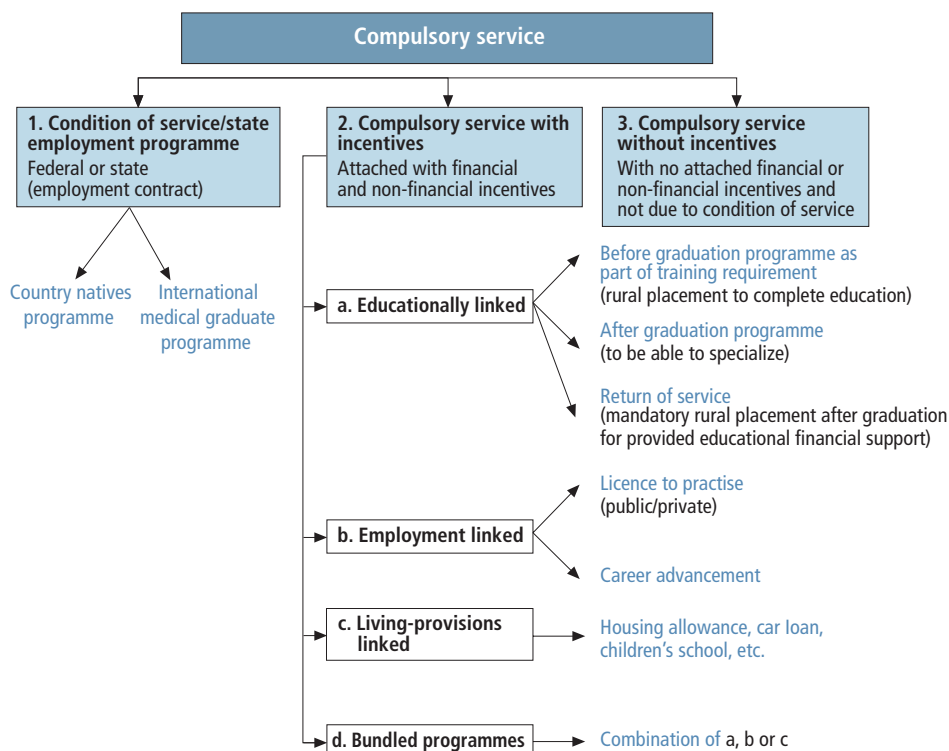 Compulsory service
1. Condition of service/state
employment programme
Federal or state
(employment contract)
2. Compulsory service with
incentives
Attached with financial
and non-financial incentives
3. Compulsory service
without incentives
With no attached financial or
non-financial incentives and
not due to condition of service
Country natives
programme
International
medical graduate
programme
a. Educationally linked
Before graduation programme as
part of training requirement
(rural placement to complete education)
After graduation programme
(to be able to specialize)
Return of service
(mandatory rural placement after graduation
for provided educational financial support)
b. Employment linked
Licence to practise
(public/private)
Career advancement
c. Living-provisions
linked
Housing allowance, car loan,
children's school, etc.
d. Bundled programmes
Combination of a, b or c